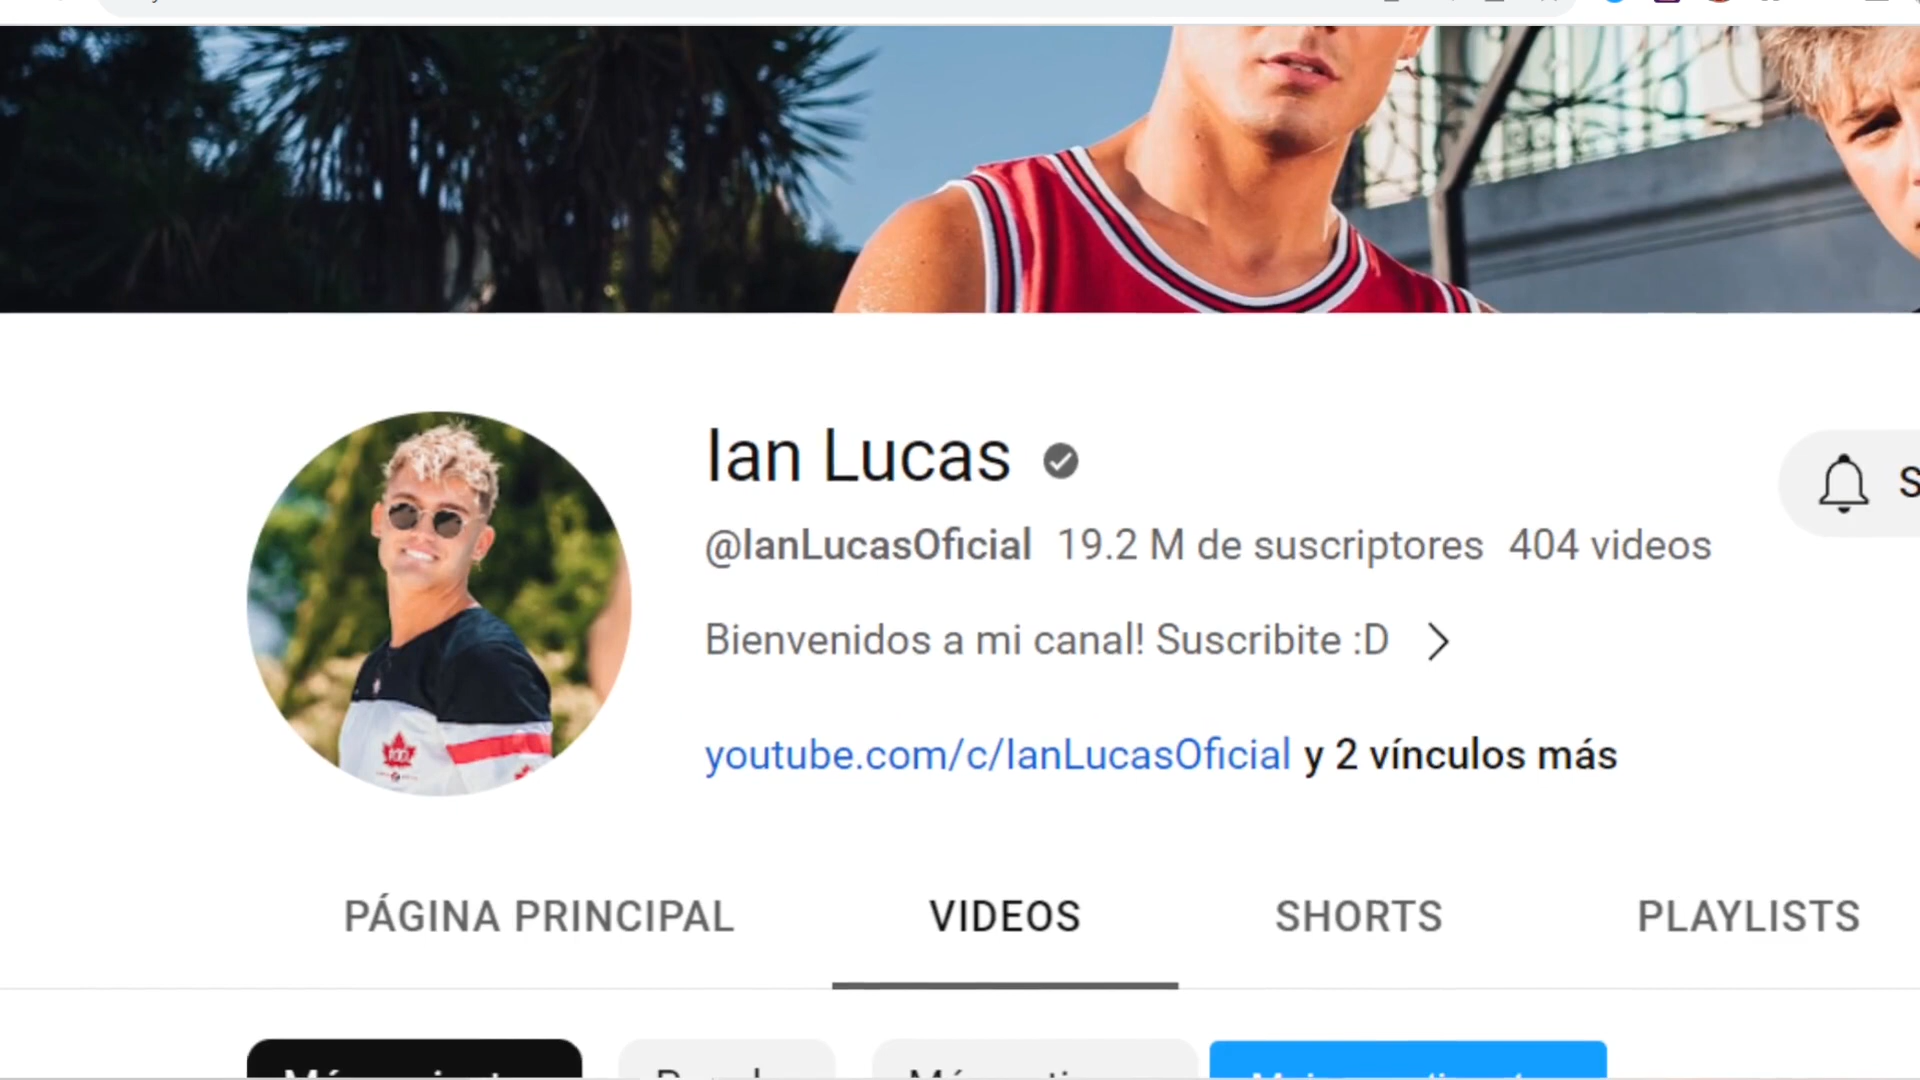 Ian Lucas
@IanLucasOficial 19.2 M de suscriptores 404 videos
Bienvenidos a mi canal! Suscribite :D
youtube.com/c/IanLucasOficial y 2 vínculos más
PÁGINA PRINCIPAL VIDEOS SHORTS PLAYLISTS